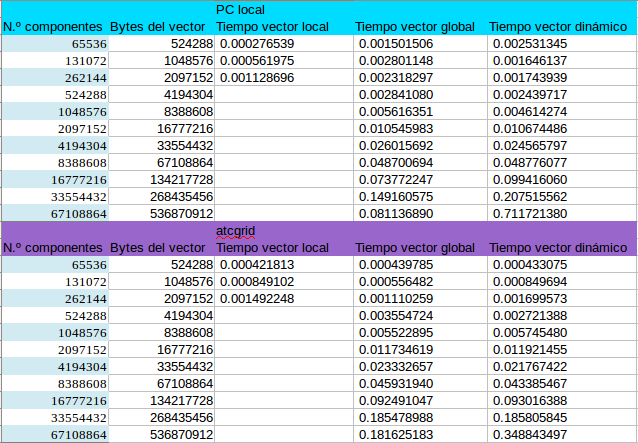 PC local
N.º componentes Bytes del vector Tiempo vector local Tiempo vector global Tiempo vector dinámico
65536 524288 0.000276539 0.001501506 0.002531345
131072 1048576 0.000561975 0.002801148 0.001646137
262144 2097152 0.001128696 0.002318297 0.001743939
524288 4194304 0.002841080 0.002439717
1048576 8388608 0.005616351 0.004614274
2097152 16777216 0.010545983 0.010674486
4194304 33554432 0.026015692 0.024565797
8388608 67108864 0.048700694 0.048776077
16777216 134217728 0.073772247 0.099416060
33554432 268435456 0.149160575 0.207515562
67108864 536870912 0.081136890 0.711721380
atcgrid
N.º componentes Bytes del vector Tiempo vector local Tiempo vector global Tiempo vector dinámico
65536 524288 0.000421813 0.000439785 0.000433075
131072 1048576 0.000849102 0.000556482 0.000849694
262144 2097152 0.001492248 0.001110259 0.001699573
524288 4194304 0.003554724 0.002721388
1048576 8388608 0.005522895 0.005745480
2097152 16777216 0.011734619 0.011921455
4194304 33554432 0.023332657 0.021767422
8388608 67108864 0.045931940 0.043385467
16777216 134217728 0.092491047 0.093016388
33554432 268435456 0.185478988 0.185805845
67108864 536870912 0.181625183 0.348843497